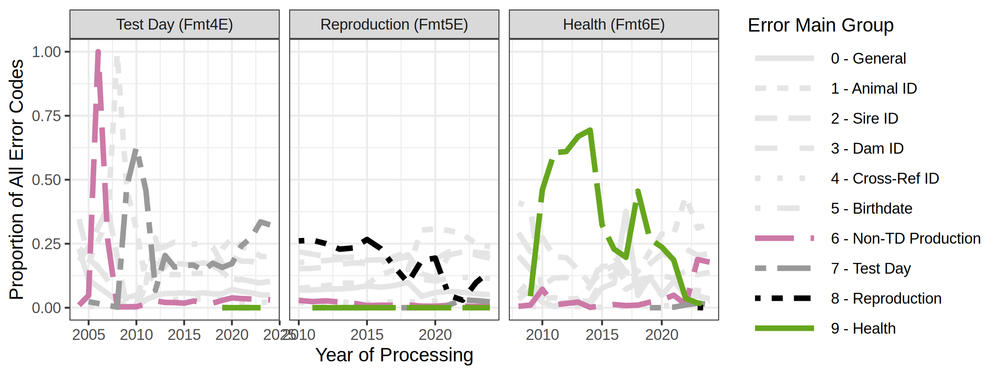 Test Day (Fmt4E)
Reproduction (Fmt5E)
Health (Fmt6E)
Proportion of All Error Codes
1.00
0.75
0.50
0.25
0.00
2005 2010 2015 2020 2025
2010 2015 2020
2010 2015 2020
Year of Processing
Error Main Group
0 - General
1 - Animal ID
2 - Sire ID
3 - Dam ID
4 - Cross-Ref ID
5 - Birthdate
6 - Non-TD Production
7 - Test Day
8 - Reproduction
9 - Health